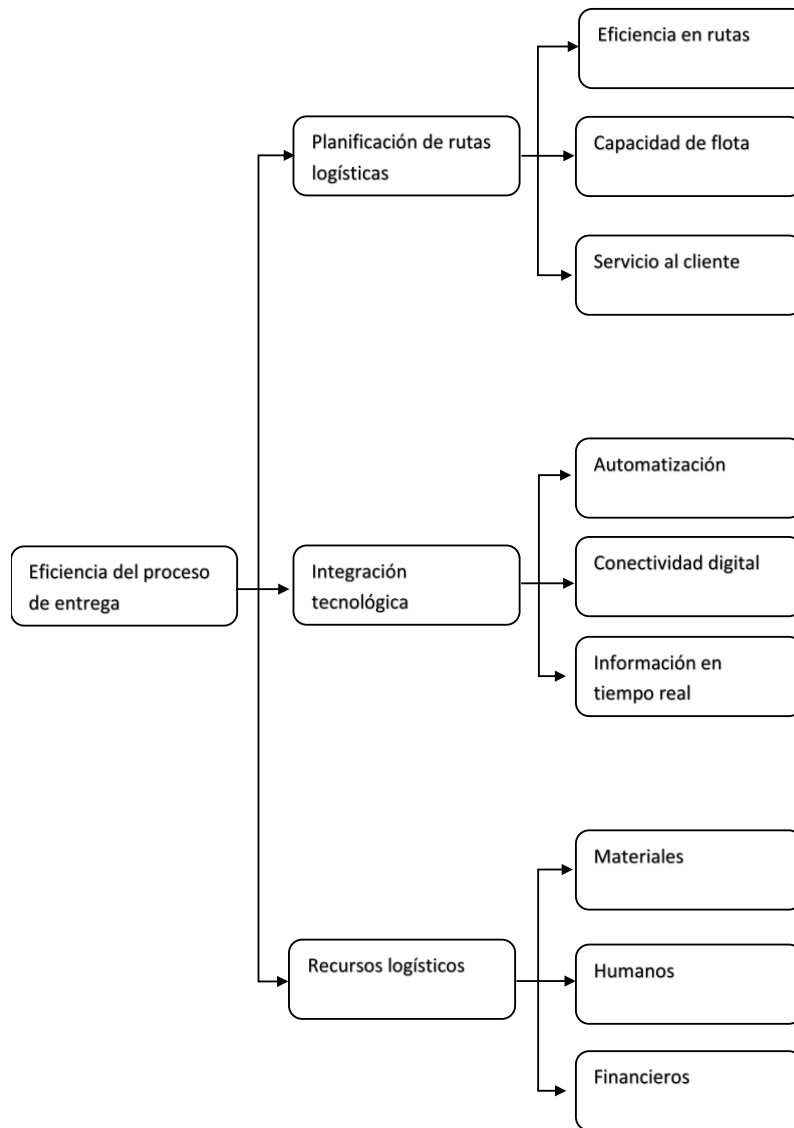 Eficiencia en rutas
Planificación de rutas
logísticas
Capacidad de flota
Servicio al cliente
Automatización
Eficiencia del proceso
de entrega
Integración
tecnológica
Conectividad digital
Información en
tiempo real
Materiales
Recursos logísticos
Humanos
Financieros